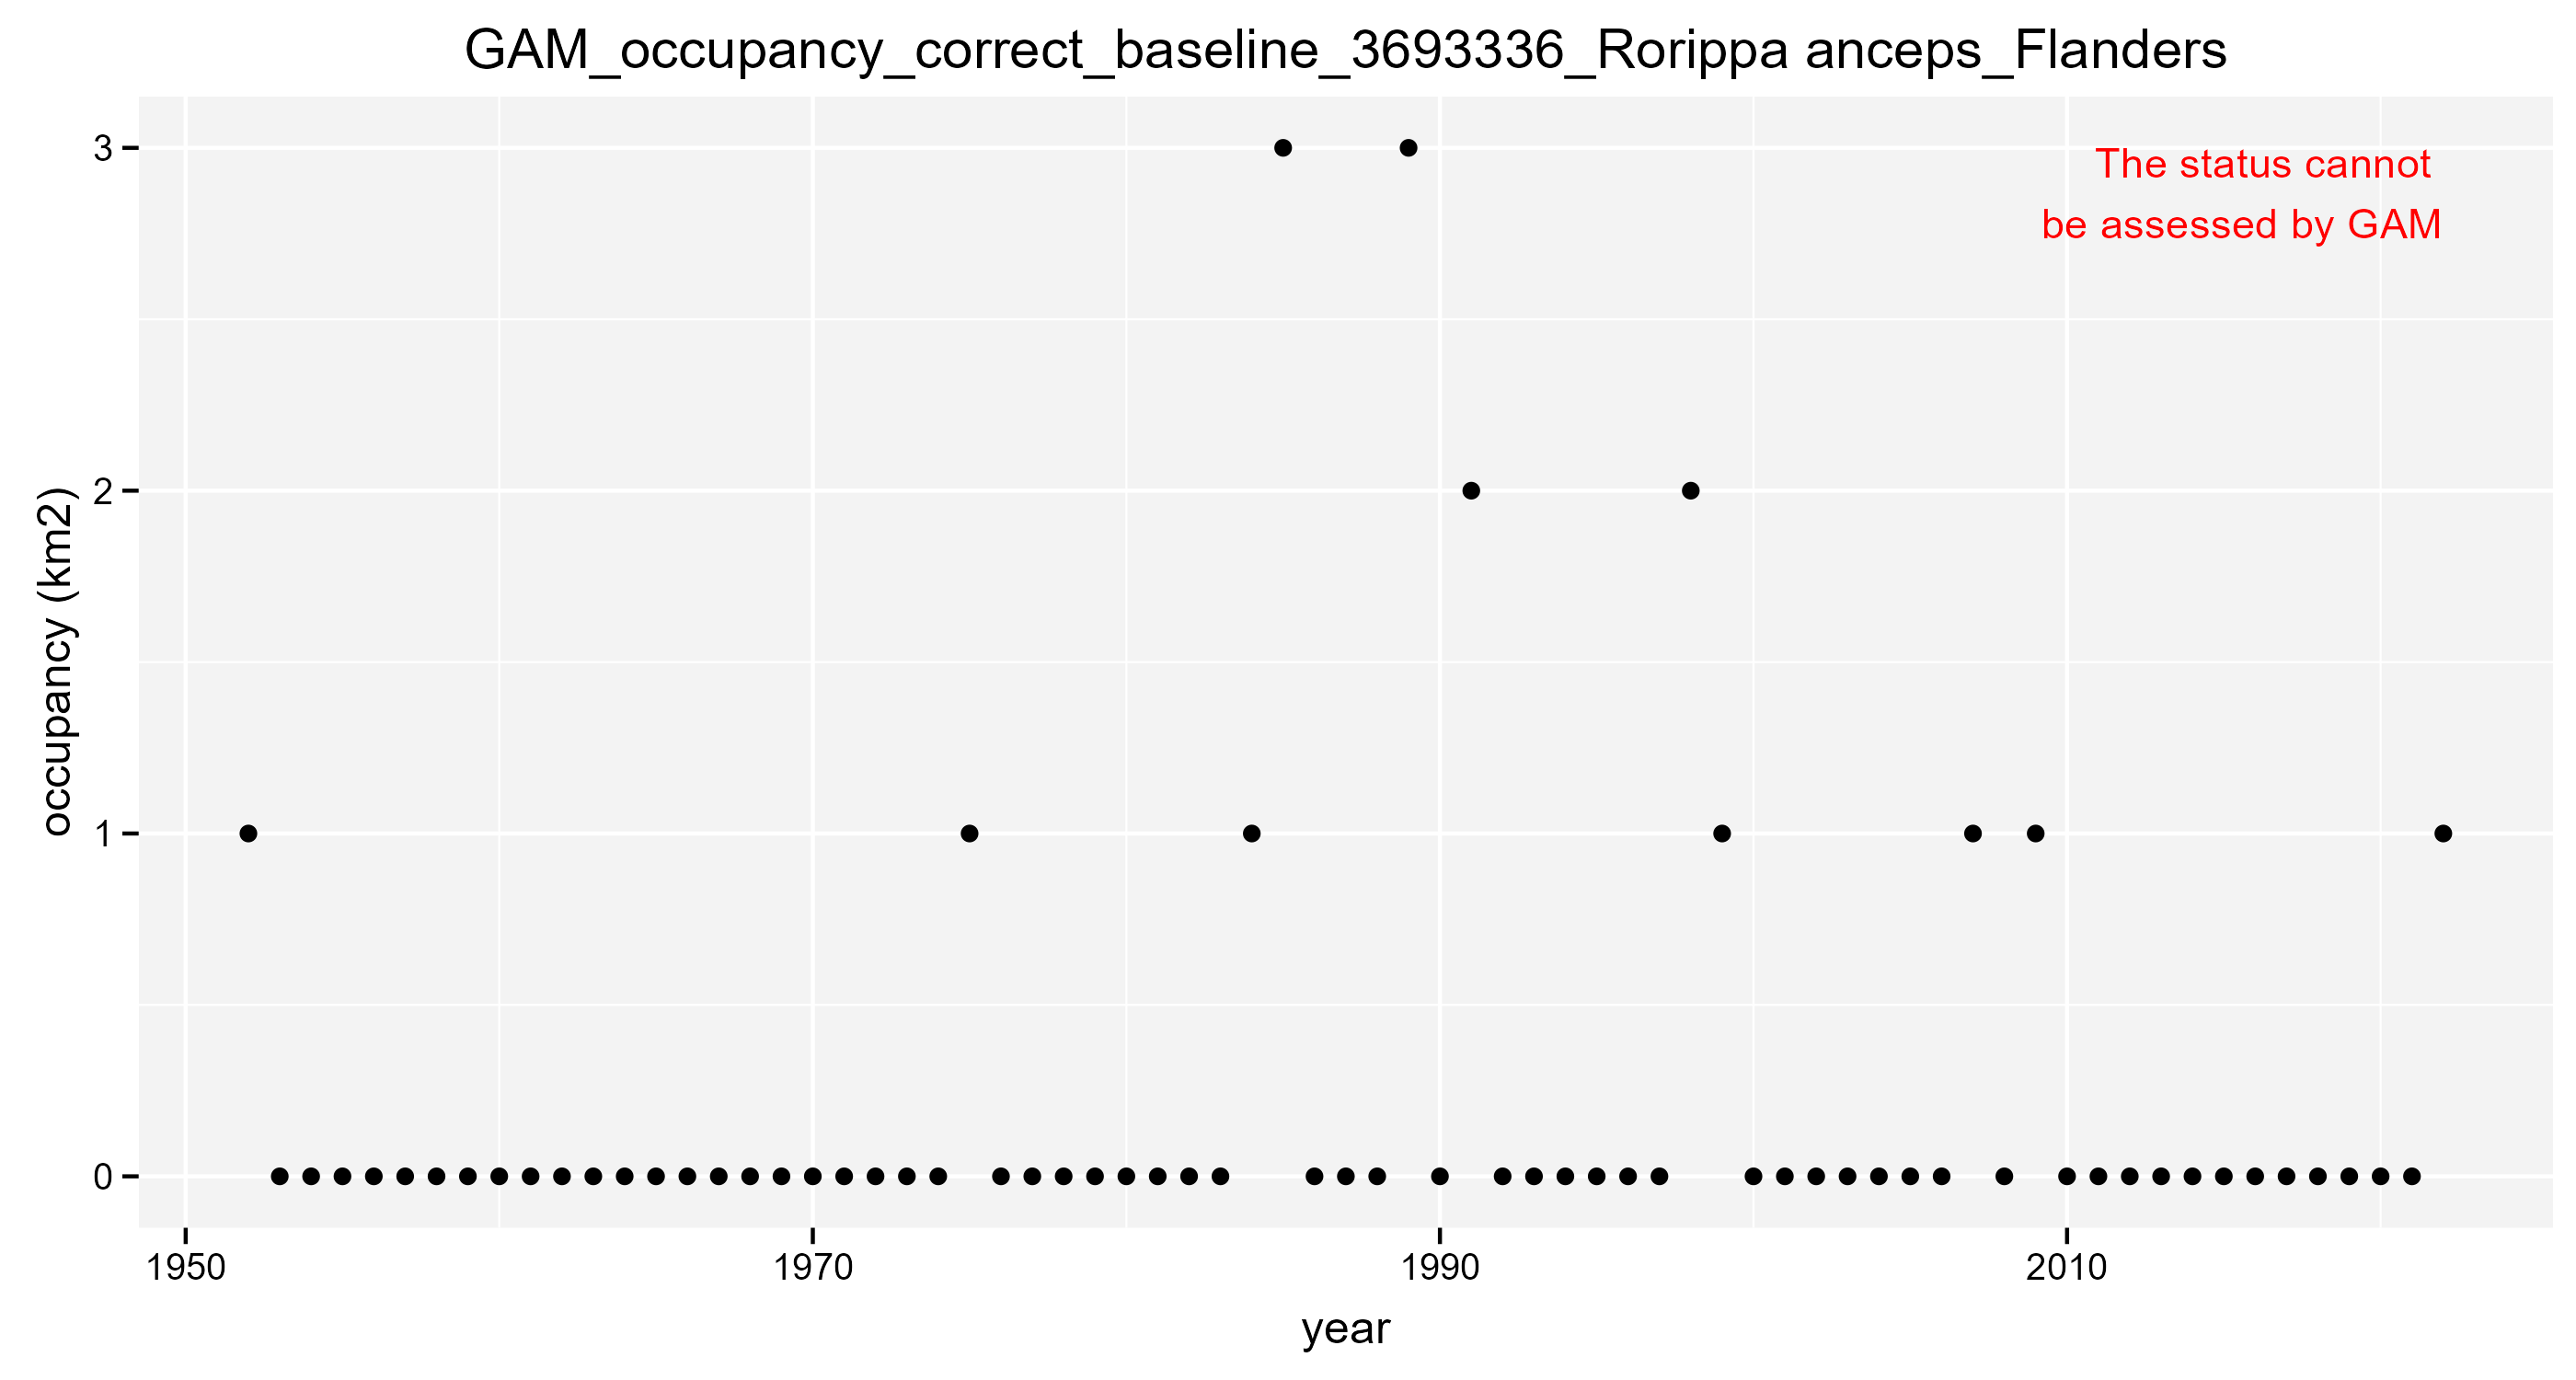 GAM_occupancy_correct_baseline_3693336_Rorippa anceps_Flanders
3
The status cannot
be assessed by GAM
2
occupancy (km2)
1
0
1950 1970 1990 2010
year